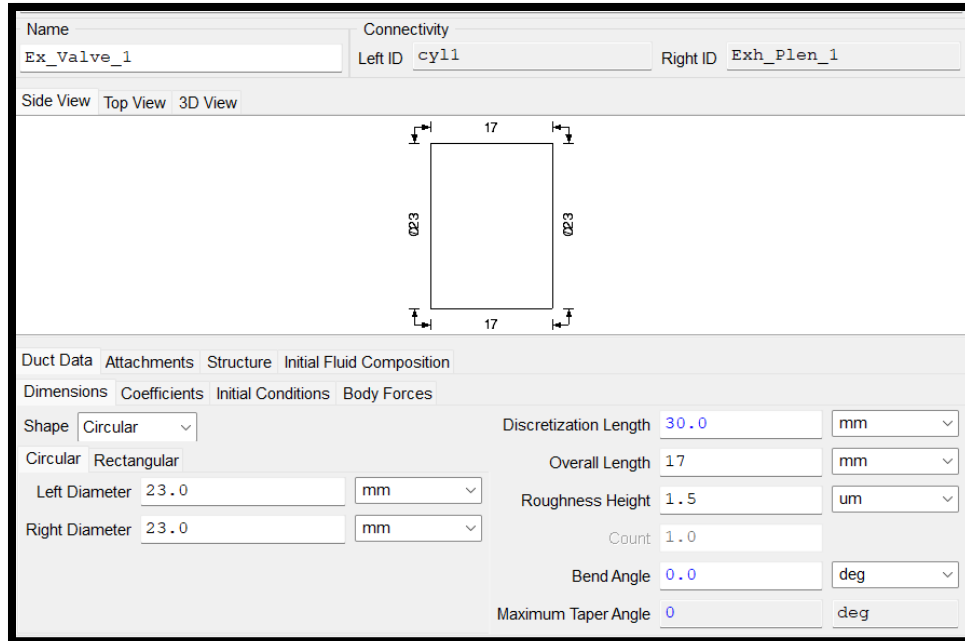 Name
Connectivity
Ex_Valve_1
Left ID cyl1
Right ID Exh_Plen_1
Side View Top View 3D View
17
Ø23 Ø23
17
Duct Data Attachments Structure Initial Fluid Composition
Dimensions Coefficients Initial Conditions Body Forces
Shape Circular
Discretization Length 30.0 mm
Circular Rectangular
Overall Length 17 mm
Left Diameter 23.0 mm
Roughness Height 1.5 um
Right Diameter 23.0 mm
Count 1.0
Bend Angle 0.0 deg
Maximum Taper Angle 0 deg